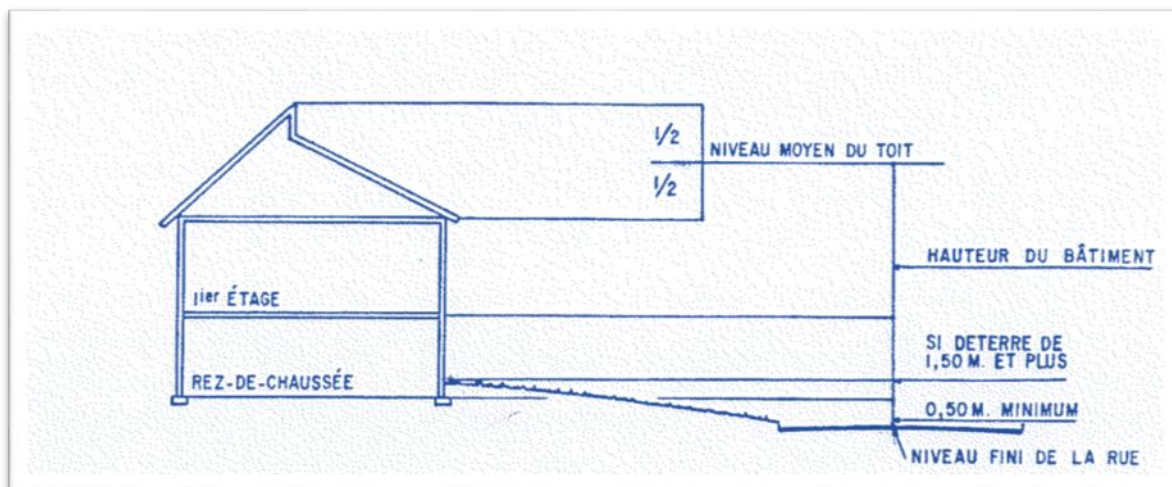 1/2
NIVEAU MOYEN DU TOIT
1/2
HAUTEUR DU BÂTIMENT
1ier ÉTAGE
SI DETERRE DE
1,50 M. ET PLUS
REZ-DE-CHAUSSÉE
0,50 M. MINIMUM
NIVEAU FINI DE LA RUE